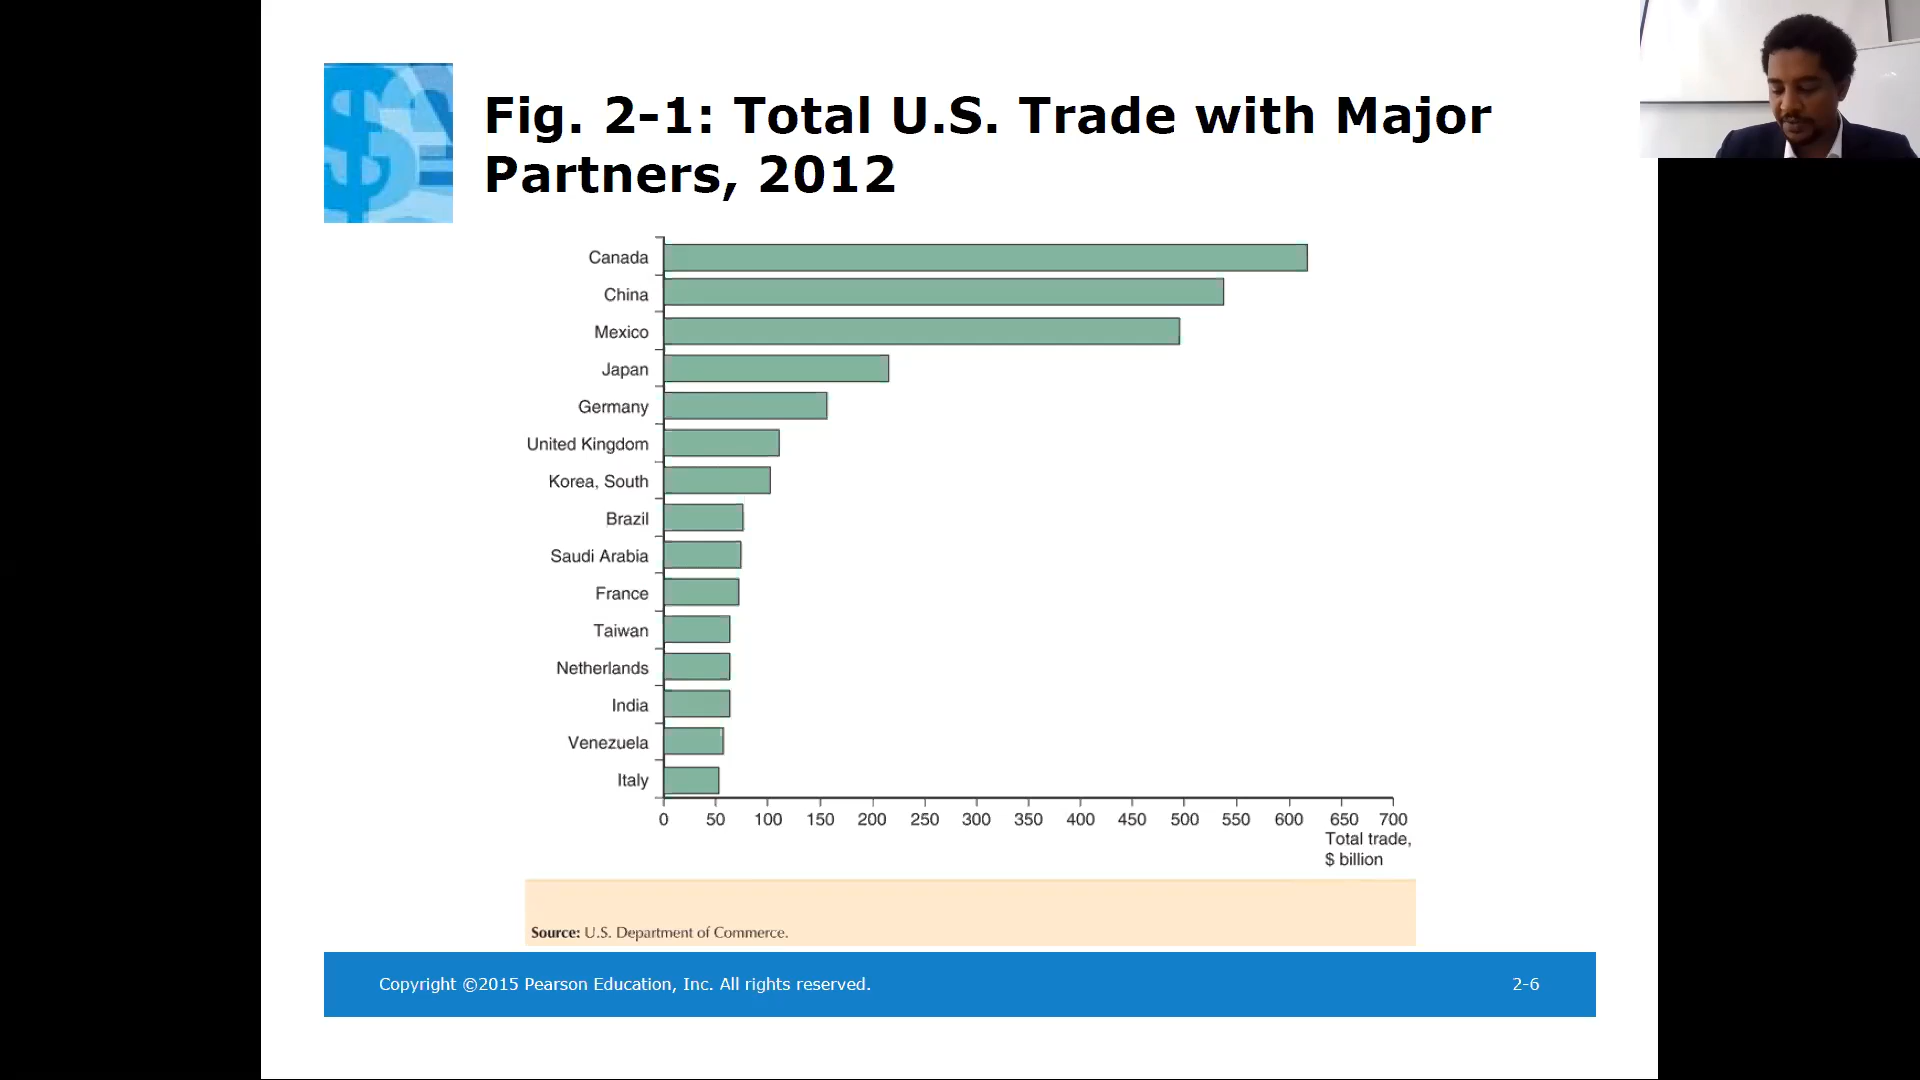 Fig. 2-1: Total U.S. Trade with Major
Partners, 2012
Canada
China
Mexico
Japan
Germany
United Kingdom
Korea, South
Brazil
Saudi Arabia
France
Taiwan
Netherlands
India
Venezuela
Italy
0 50 100 150 200 250 300 350 400 450 500 550 600 650 700
Total trade,
$ billion
Source: U.S. Department of Commerce.
Copyright ©2015 Pearson Education, Inc. All rights reserved. 2-6